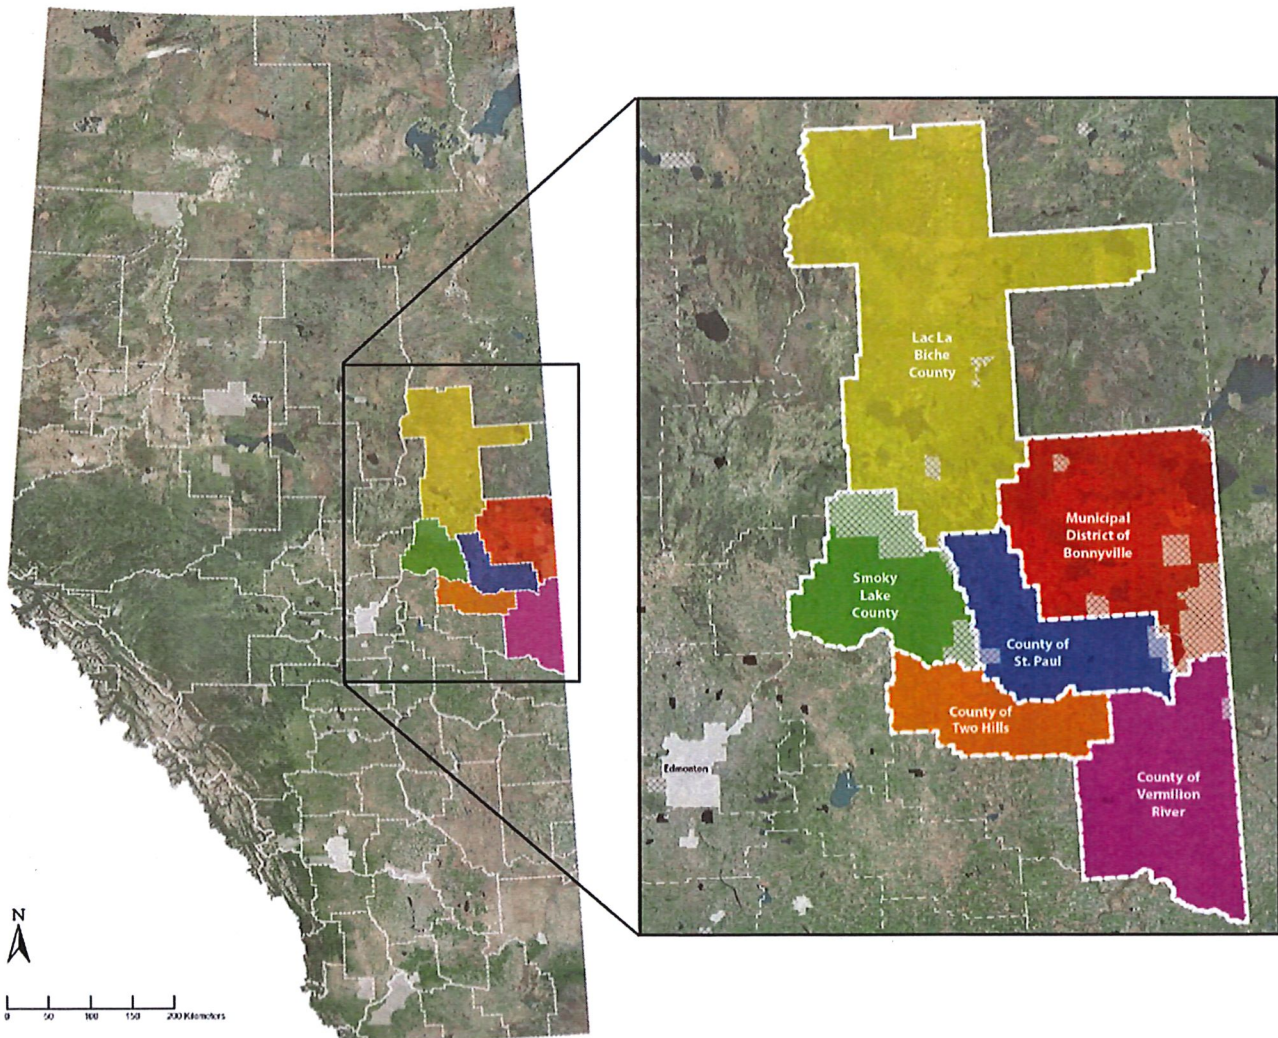 Lac La
Biche
County
Municipal
District of
Bonnyville
Smoky
Lake
County
County of
St. Paul
County of
Two Hills
Edmonton
County of
Vermilion
River
N
0 50 100 150 200 Kilometers